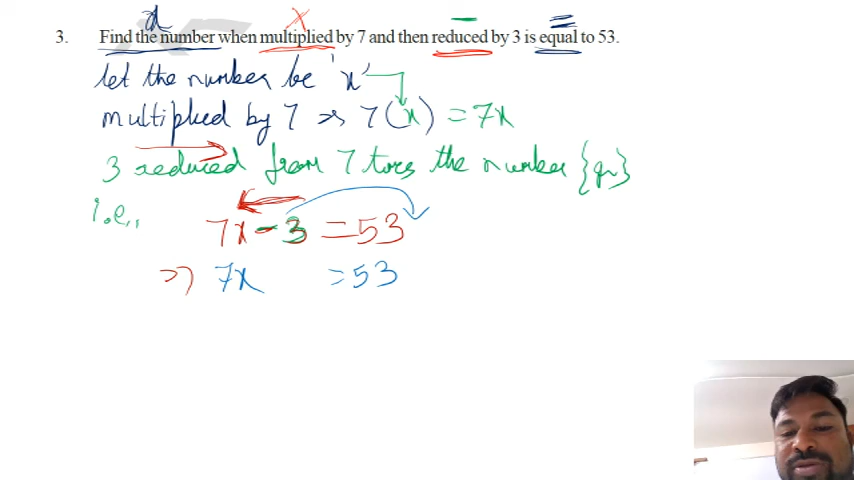 x × - =
3. Find the number when multiplied by 7 and then reduced by 3 is equal to 53.
let the number be 'x'
multiplied by 7 ⇒ 7(x) = 7x
3 reduced from 7 times the number {qn}
i.e.,
7x - 3 = 53
⇒ 7x = 53